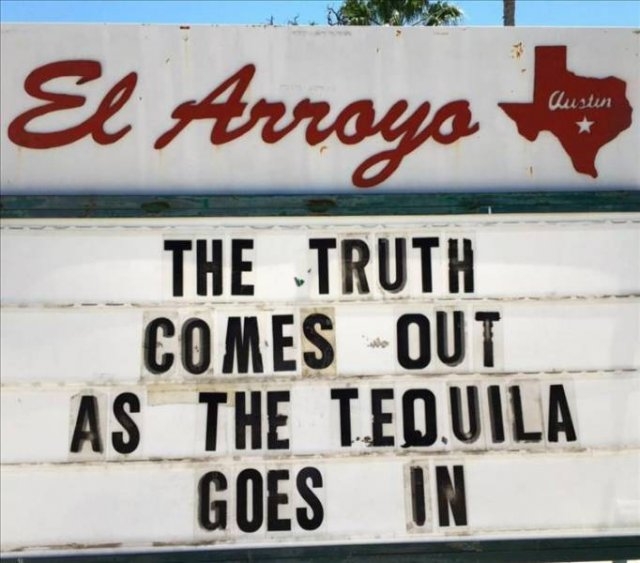 El Arroyo
Austin
THE TRUTH
COMES OUT
AS THE TEQUILA
GOES IN